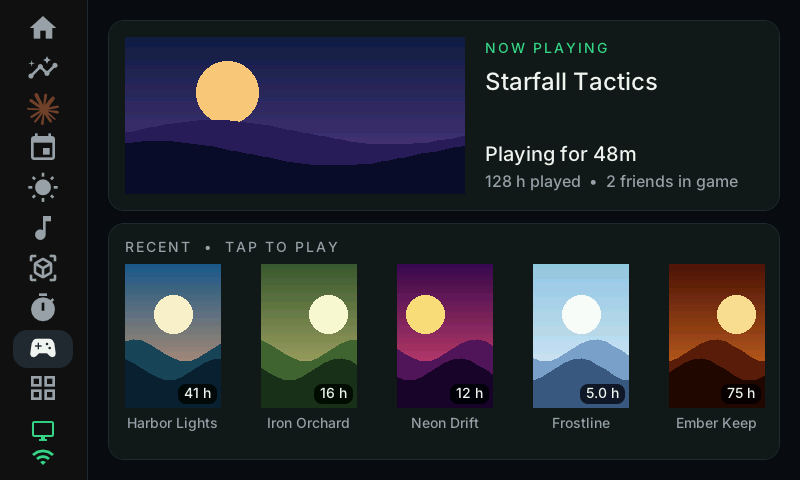 NOW PLAYING
Starfall Tactics
Playing for 48m
128 h played • 2 friends in game
RECENT • TAP TO PLAY
41 h
16 h
12 h
5.0 h
75 h
Harbor Lights
Iron Orchard
Neon Drift
Frostline
Ember Keep